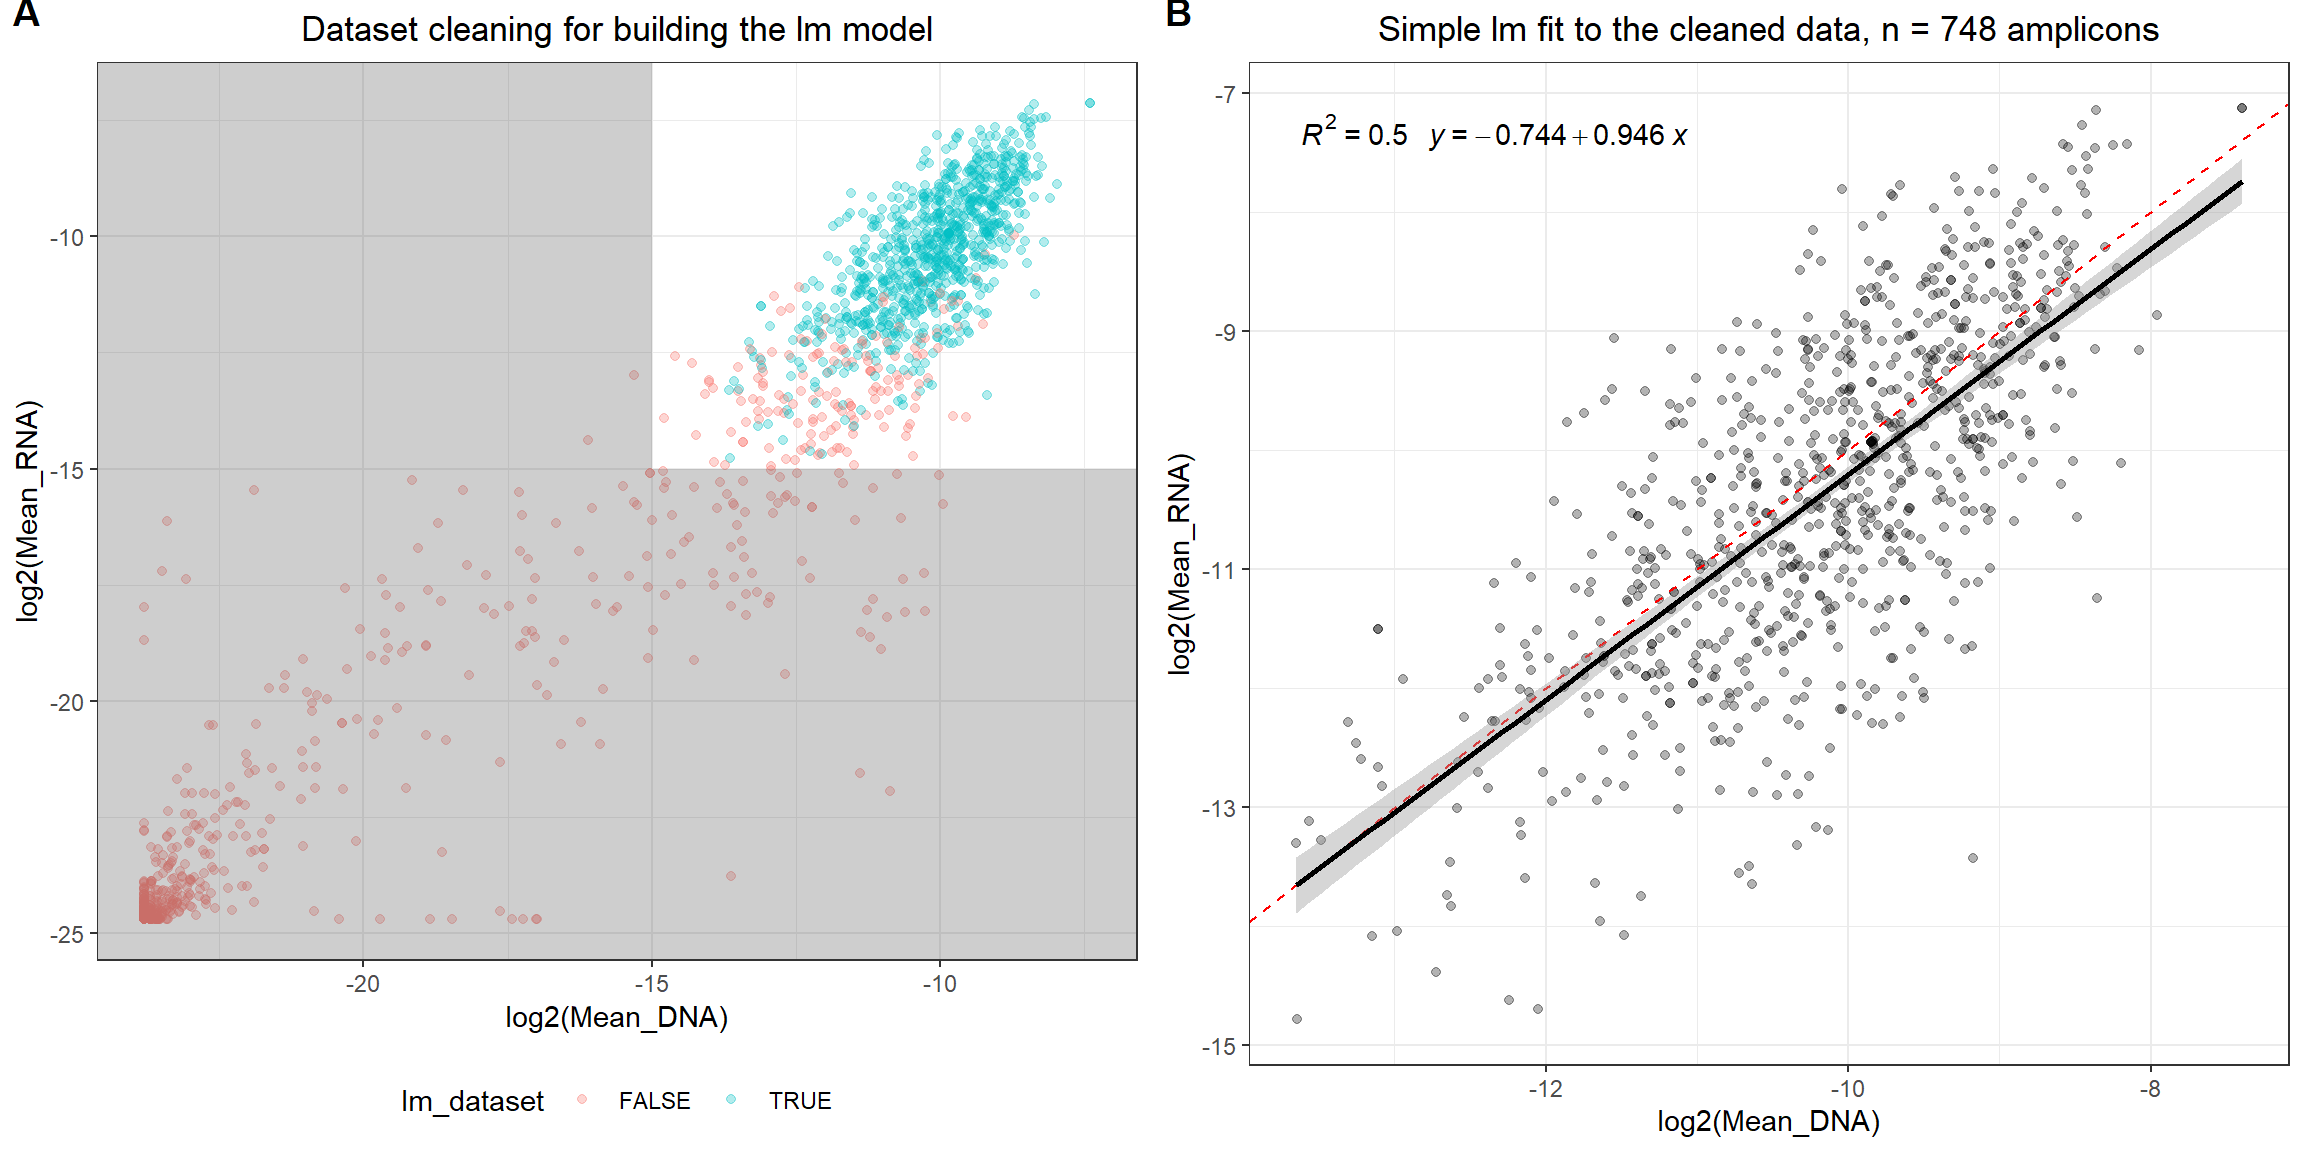 A
Dataset cleaning for building the lm model
log2(Mean_RNA)
-10
-15
-20
-25
-20
-15
-10
log2(Mean_DNA)
lm_dataset FALSE TRUE
B
Simple lm fit to the cleaned data, n = 748 amplicons
R² = 0.5 y = −0.744 + 0.946 x
log2(Mean_RNA)
-7
-9
-11
-13
-15
-12
-10
-8
log2(Mean_DNA)